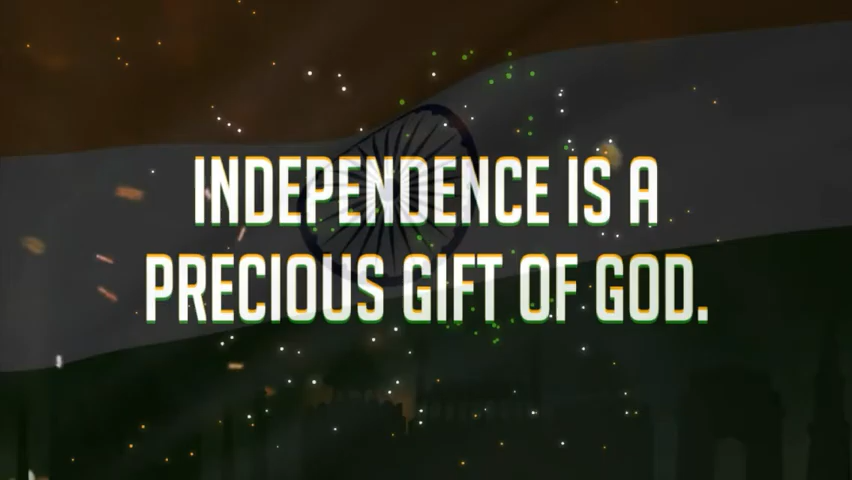 INDEPENDENCE IS A
PRECIOUS GIFT OF GOD.